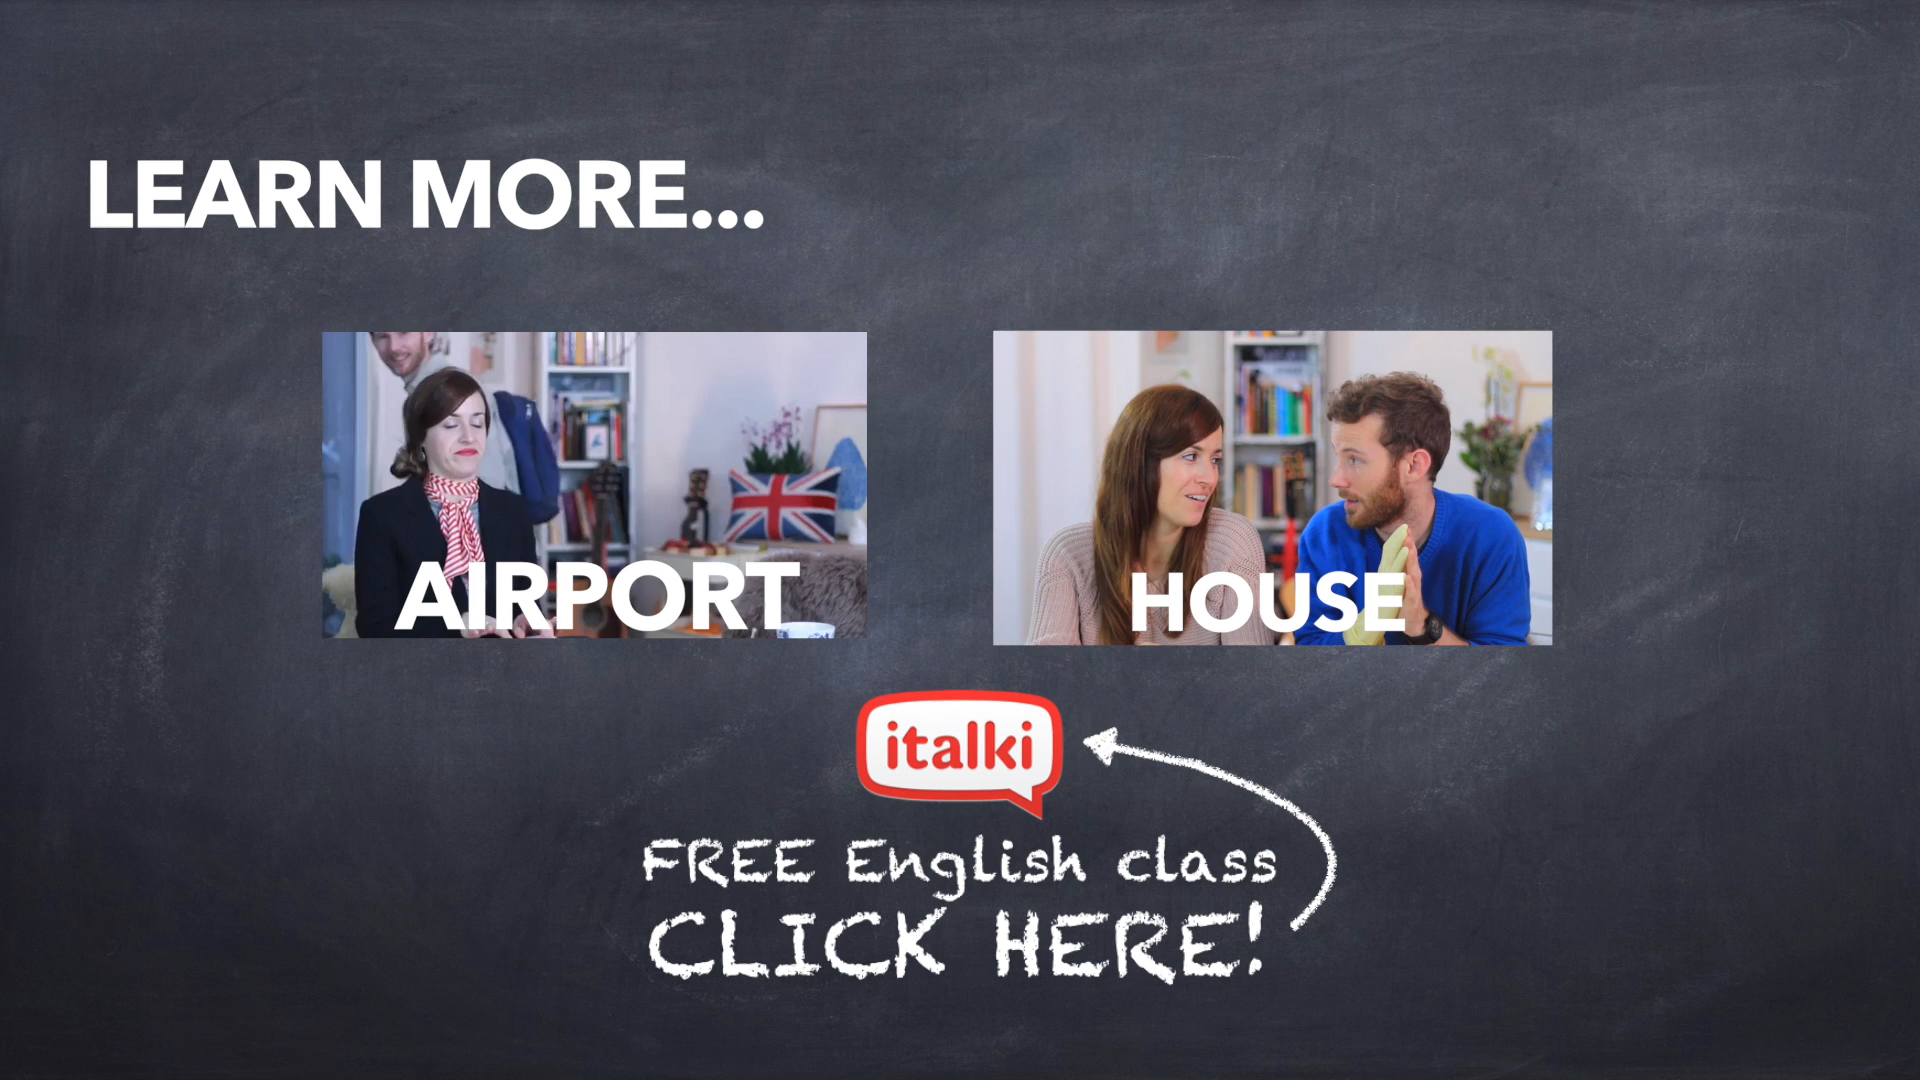 LEARN MORE...
AIRPORT
HOUSE
italki
FREE English class
CLICK HERE!